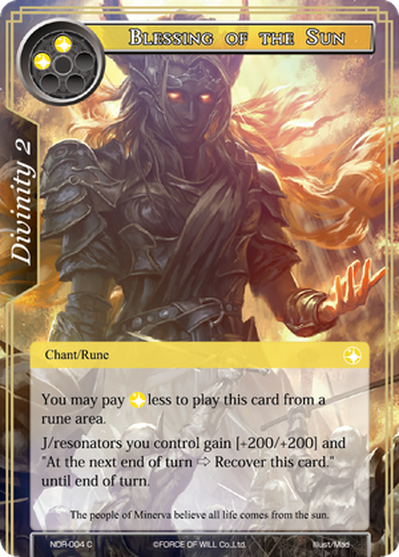 Blessing of the Sun
Divinity 2
Chant/Rune
You may pay less to play this card from a
rune area.
J/resonators you control gain [+200/+200] and
"At the next end of turn ⇨ Recover this card."
until end of turn.
The people of Minerva believe all life comes from the sun.
NDR-004 C ©FORCE OF WILL Co.,Ltd. Illust/Mad